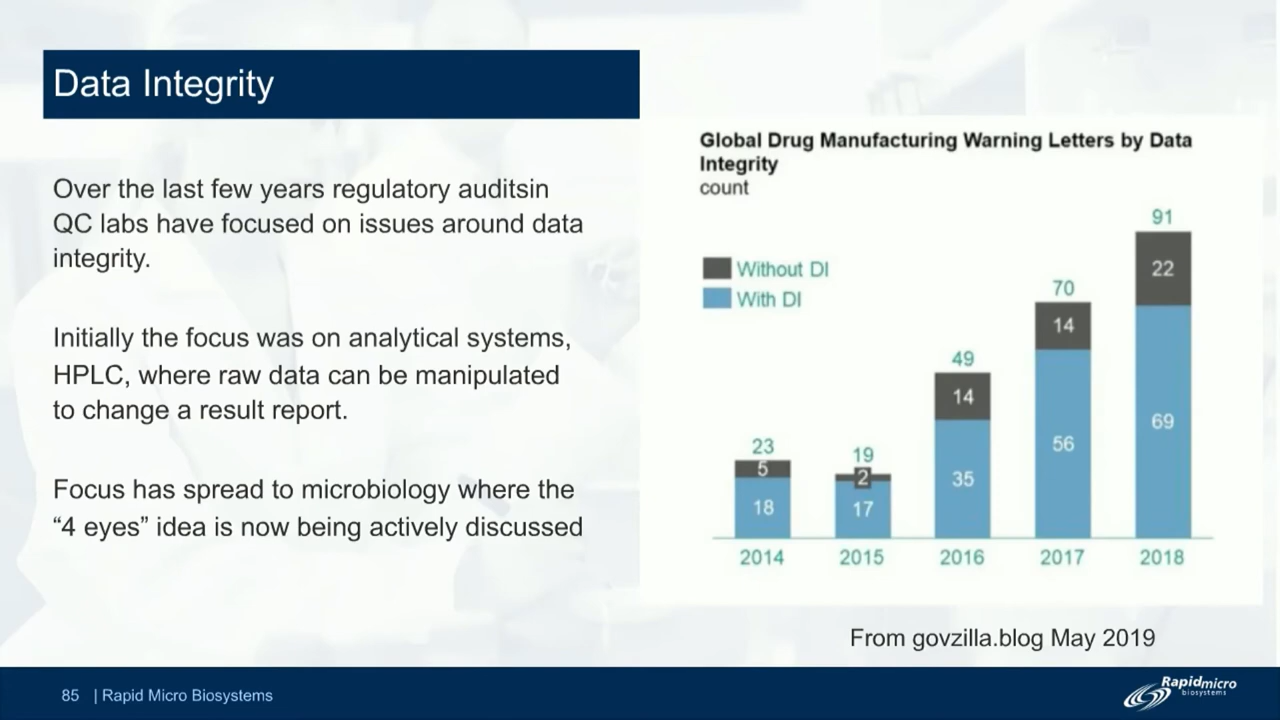 Data Integrity
Over the last few years regulatory auditsin
QC labs have focused on issues around data
integrity.
Initially the focus was on analytical systems,
HPLC, where raw data can be manipulated
to change a result report.
Focus has spread to microbiology where the
“4 eyes” idea is now being actively discussed
Global Drug Manufacturing Warning Letters by Data
Integrity
count
Without DI
With DI
23
5
18
19
2
17
49
14
35
70
14
56
91
22
69
2014 2015 2016 2017 2018
From govzilla.blog May 2019
85 | Rapid Micro Biosystems
Rapidmicro
biosystems